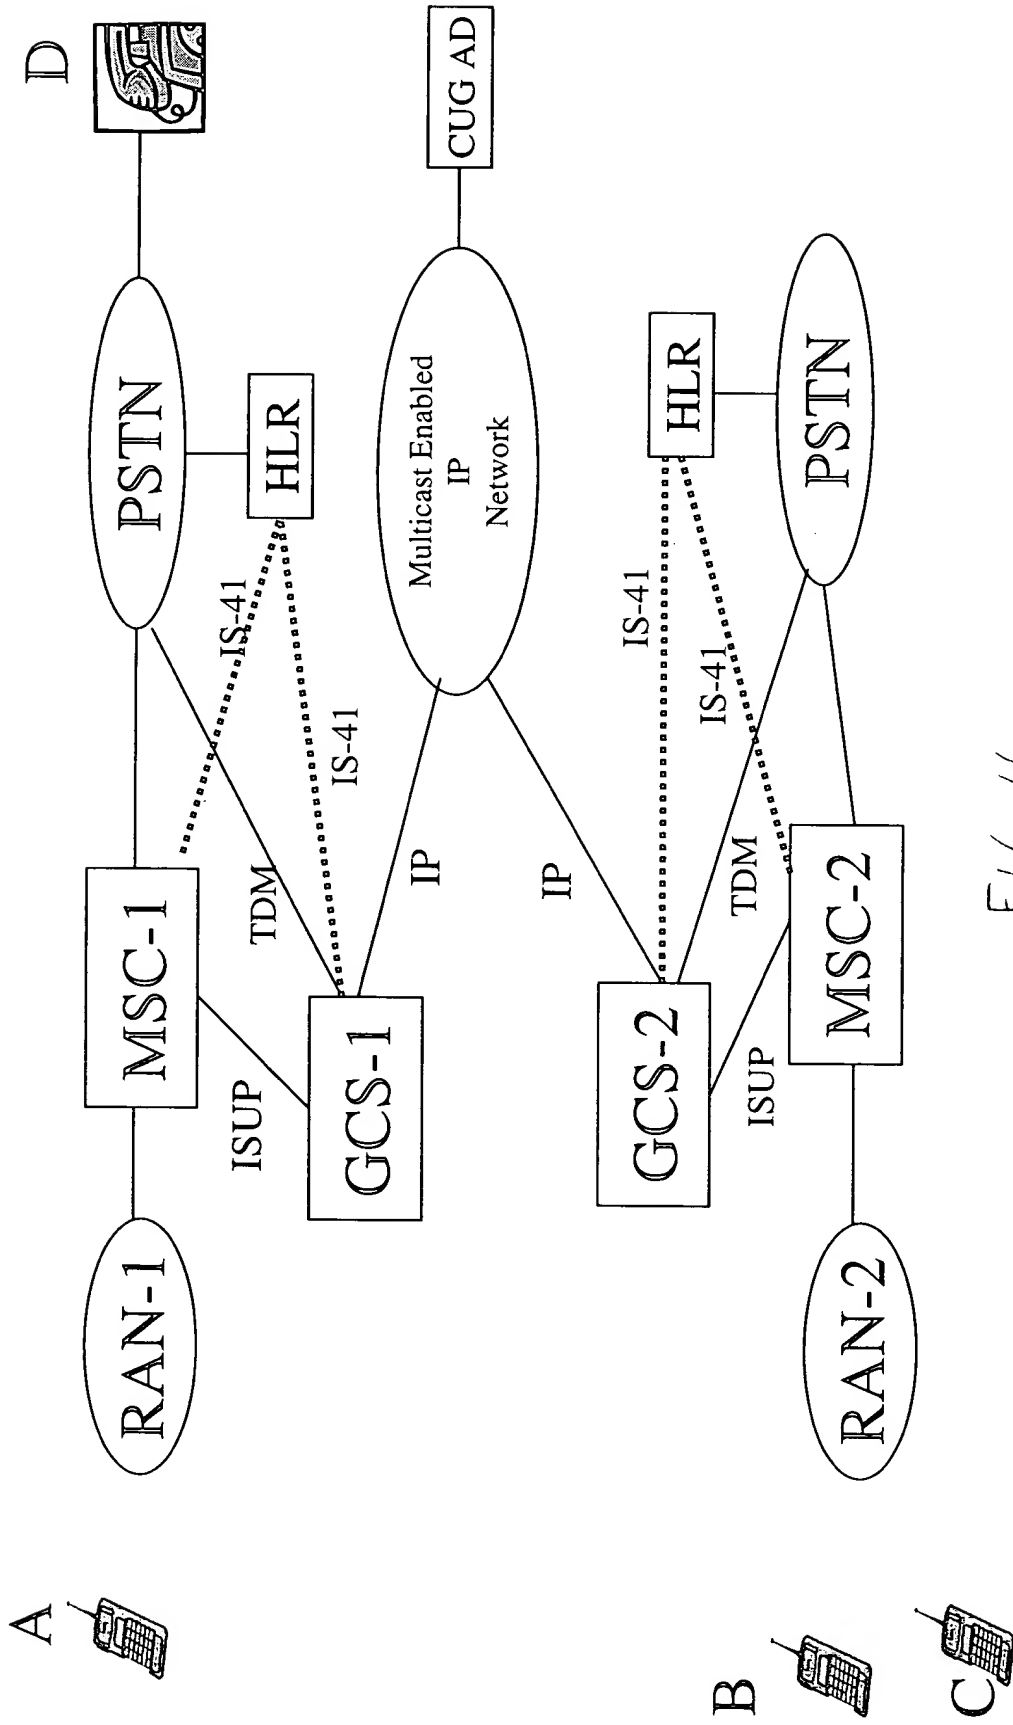 A
D
RAN-1
MSC-1
PSTN
ISUP
TDM
IS-41
HLR
GCS-1
IS-41
IP
Multicast Enabled
IP
Network
CUG AD
IP
GCS-2
IS-41
HLR
IS-41
TDM
ISUP
B
RAN-2
MSC-2
PSTN
C